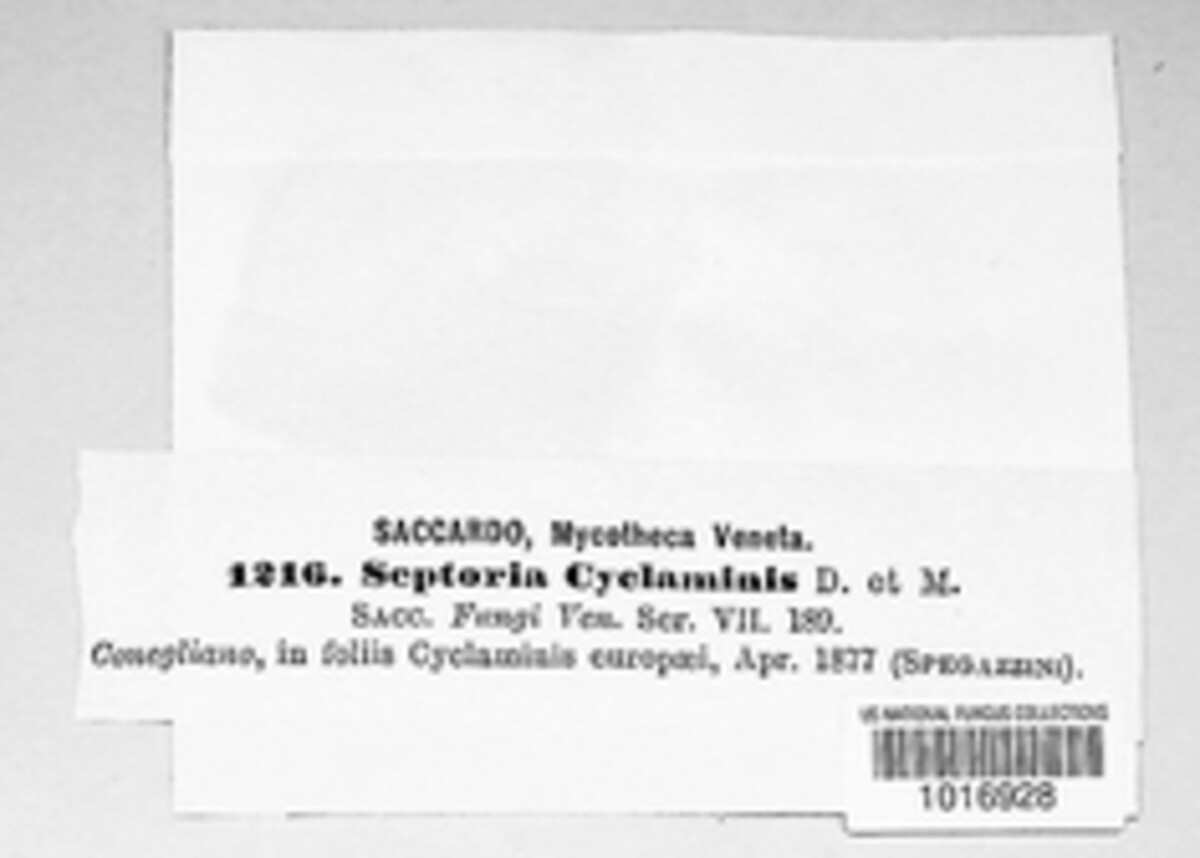 SACCARDO, Mycotheca Veneta.
1216. Septoria Cyclaminis D. et M.
SACC. Fungi Ven. Ser. VII. 189.
Conegliano, in foliis Cyclaminis europæi, Apr. 1877 (SPEGAZZINI).
US NATIONAL FUNGUS COLLECTIONS
1016928